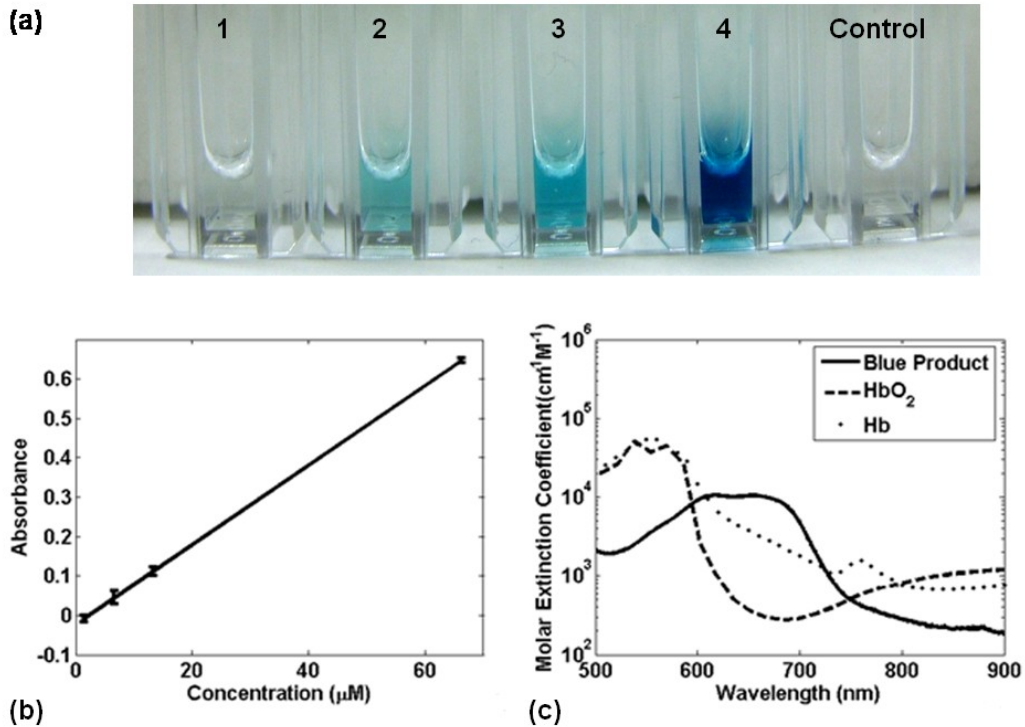 (a)
1 2 3 4 Control
0.6
0.5
0.4
0.3
0.2
0.1
0
-0.1
Absorbance
0 20 40 60
Concentration (μM)
(b)
10^6
10^5
10^4
10^3
10^2
Molar Extinction Coefficient(cm^-1M^-1)
Blue Product
HbO2
Hb
500 600 700 800 900
Wavelength (nm)
(c)